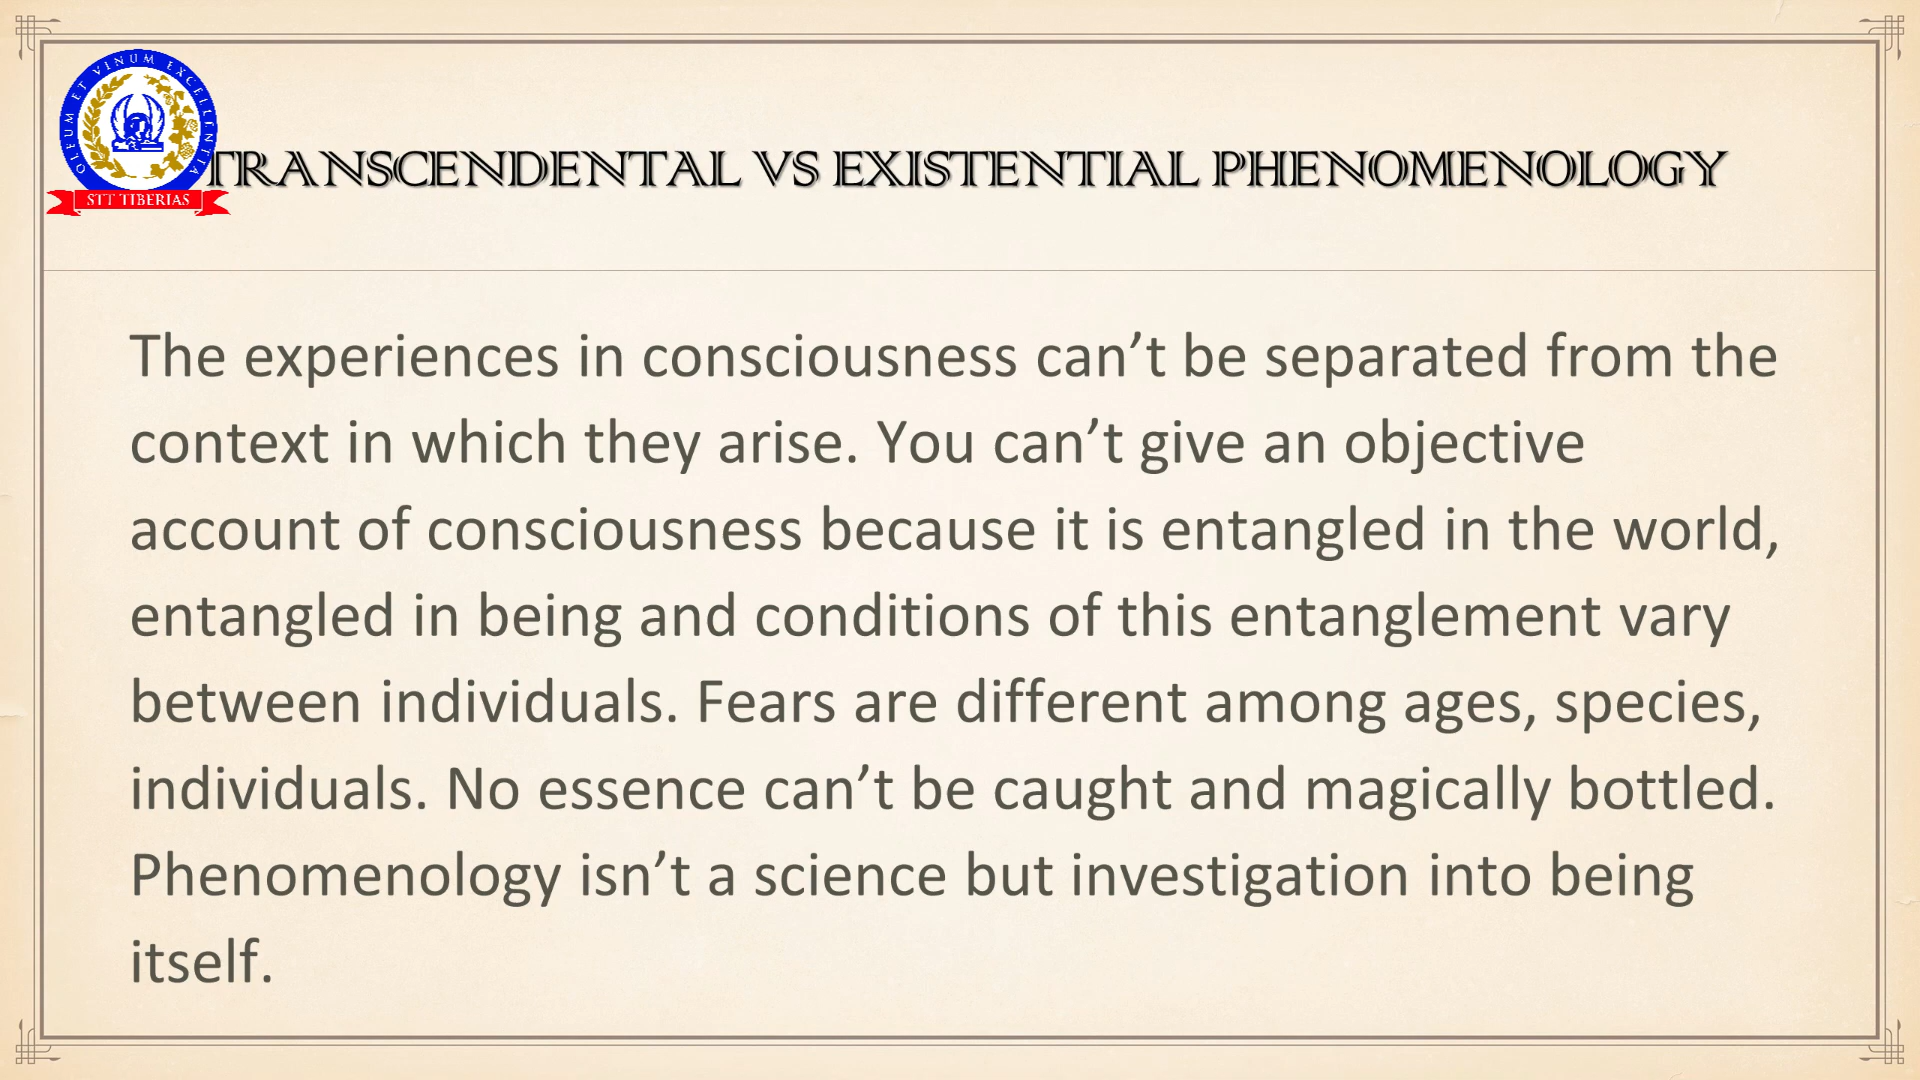 OLEUM ET VINUM EXCELLENTIA
STT TIBERIAS
TRANSCENDENTAL VS EXISTENTIAL PHENOMENOLOGY
The experiences in consciousness can’t be separated from the
context in which they arise. You can’t give an objective
account of consciousness because it is entangled in the world,
entangled in being and conditions of this entanglement vary
between individuals. Fears are different among ages, species,
individuals. No essence can’t be caught and magically bottled.
Phenomenology isn’t a science but investigation into being
itself.